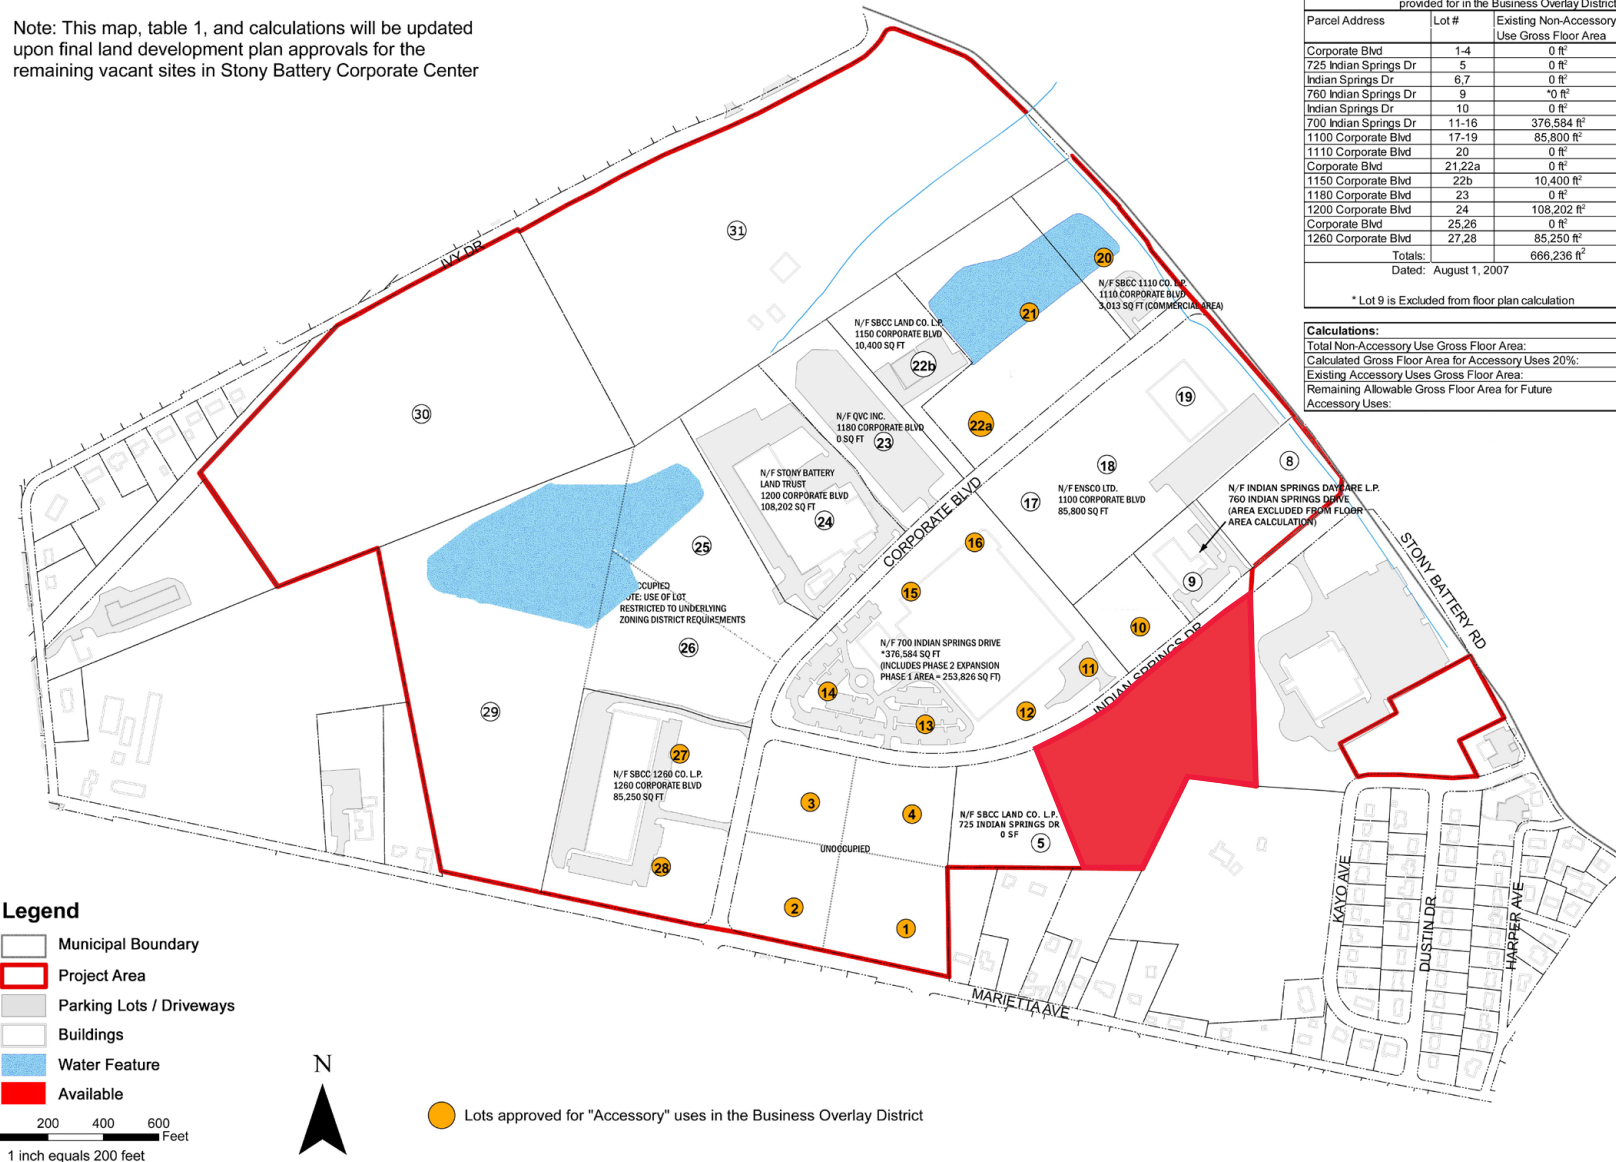 Note: This map, table 1, and calculations will be updated
upon final land development plan approvals for the
remaining vacant sites in Stony Battery Corporate Center
provided for in the Business Overlay District
Parcel Address Lot # Existing Non-Accessory
Use Gross Floor Area
Corporate Blvd 1-4 0 ft²
725 Indian Springs Dr 5 0 ft²
Indian Springs Dr 6,7 0 ft²
760 Indian Springs Dr 9 *0 ft²
Indian Springs Dr 10 0 ft²
700 Indian Springs Dr 11-16 376,584 ft²
1100 Corporate Blvd 17-19 85,800 ft²
1110 Corporate Blvd 20 0 ft²
Corporate Blvd 21,22a 0 ft²
1150 Corporate Blvd 22b 10,400 ft²
1180 Corporate Blvd 23 0 ft²
1200 Corporate Blvd 24 108,202 ft²
Corporate Blvd 25,26 0 ft²
1260 Corporate Blvd 27,28 85,250 ft²
Totals: 666,236 ft²
Dated: August 1, 2007
* Lot 9 is Excluded from floor plan calculation
Calculations:
Total Non-Accessory Use Gross Floor Area:
Calculated Gross Floor Area for Accessory Uses 20%:
Existing Accessory Uses Gross Floor Area:
Remaining Allowable Gross Floor Area for Future
Accessory Uses:
IVY DR
31
30
20
N/F SBCC 1110 CO. L.P.
1110 CORPORATE BLVD
3,013 SQ FT (COMMERCIAL AREA)
21
N/F SBCC LAND CO. L.P.
1150 CORPORATE BLVD
10,400 SQ FT
22b
22a
19
N/F QVC INC.
1180 CORPORATE BLVD
0 SQ FT
23
N/F STONY BATTERY
LAND TRUST
1200 CORPORATE BLVD
108,202 SQ FT
24
18
17
N/F ENSCO LTD.
1100 CORPORATE BLVD
85,800 SQ FT
8
N/F INDIAN SPRINGS DAYCARE L.P.
760 INDIAN SPRINGS DRIVE
(AREA EXCLUDED FROM FLOOR
AREA CALCULATION)
9
CORPORATE BLVD
STONY BATTERY RD
25
RESTRICTED TO UNDERLYING
ZONING DISTRICT REQUIREMENTS
26
16
15
10
N/F 700 INDIAN SPRINGS DRIVE
*376,584 SQ FT
(INCLUDES PHASE 2 EXPANSION
PHASE 1 AREA = 253,826 SQ FT)
11
INDIAN SPRINGS DR
14
13
12
29
27
N/F SBCC 1260 CO. L.P.
1260 CORPORATE BLVD
85,250 SQ FT
28
3
4
UNOCCUPIED
2
1
N/F SBCC LAND CO. L.P.
725 INDIAN SPRINGS DR
0 SF
5
KAYO AVE
DUSTIN DR
HARPER AVE
MARIETTA AVE
Legend
Municipal Boundary
Project Area
Parking Lots / Driveways
Buildings
Water Feature
Available
200 400 600
Feet
1 inch equals 200 feet
N
Lots approved for "Accessory" uses in the Business Overlay District